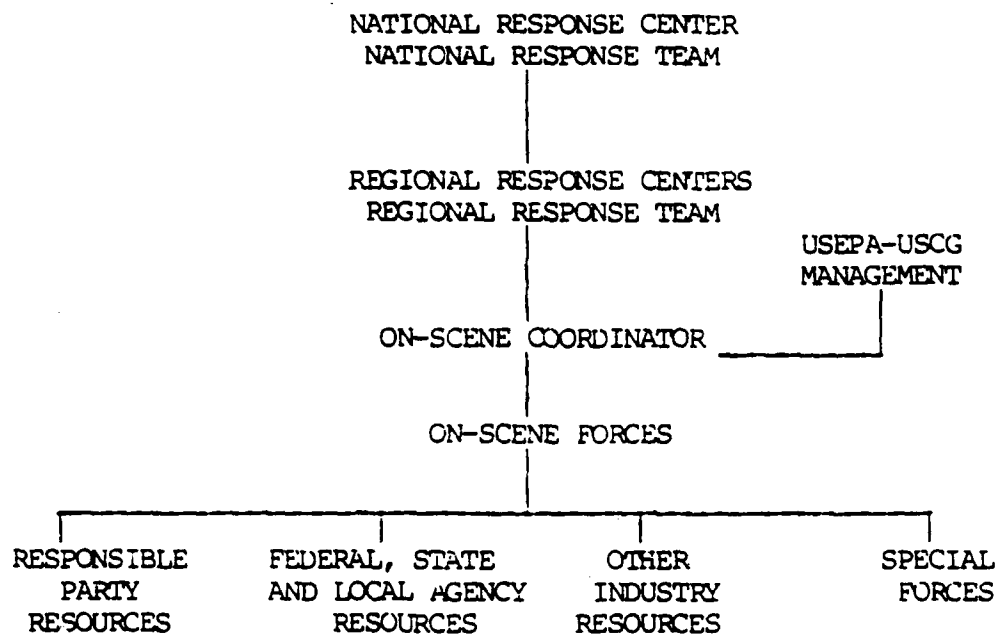 NATIONAL RESPONSE CENTER
NATIONAL RESPONSE TEAM
REGIONAL RESPONSE CENTERS
REGIONAL RESPONSE TEAM
USEPA-USCG
MANAGEMENT
ON-SCENE COORDINATOR
ON-SCENE FORCES
RESPONSIBLE
PARTY
RESOURCES
FEDERAL, STATE
AND LOCAL AGENCY
RESOURCES
OTHER
INDUSTRY
RESOURCES
SPECIAL
FORCES